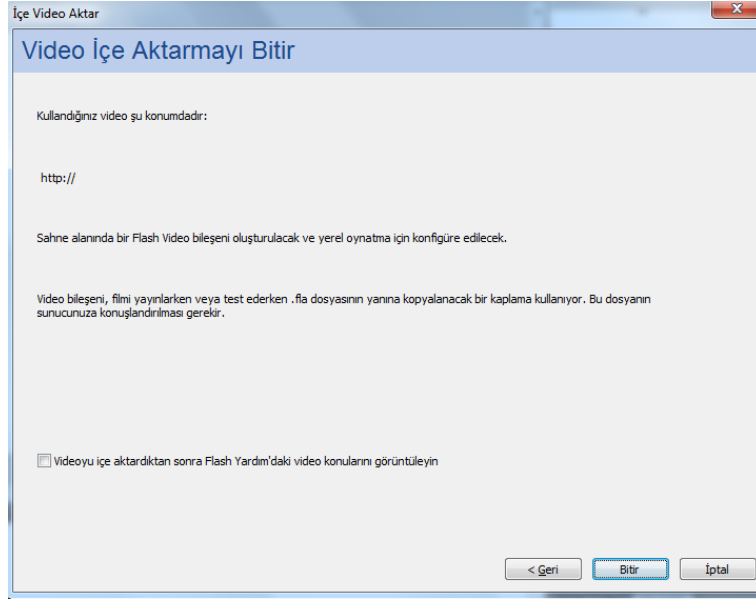 İçe Video Aktar
Video İçe Aktarmayı Bitir
Kullandığınız video şu konumdadır:
http://
Sahne alanında bir Flash Video bileşeni oluşturulacak ve yerel oynatma için konfigüre edilecek.
Video bileşeni, filmi yayınlarken veya test ederken .fla dosyasının yanına kopyalanacak bir kaplama kullanıyor. Bu dosyanın
sunucunuza konuşlandırılması gerekir.
Videoyu içe aktardıktan sonra Flash Yardım'daki video konularını görüntüleyin
< Geri Bitir İptal